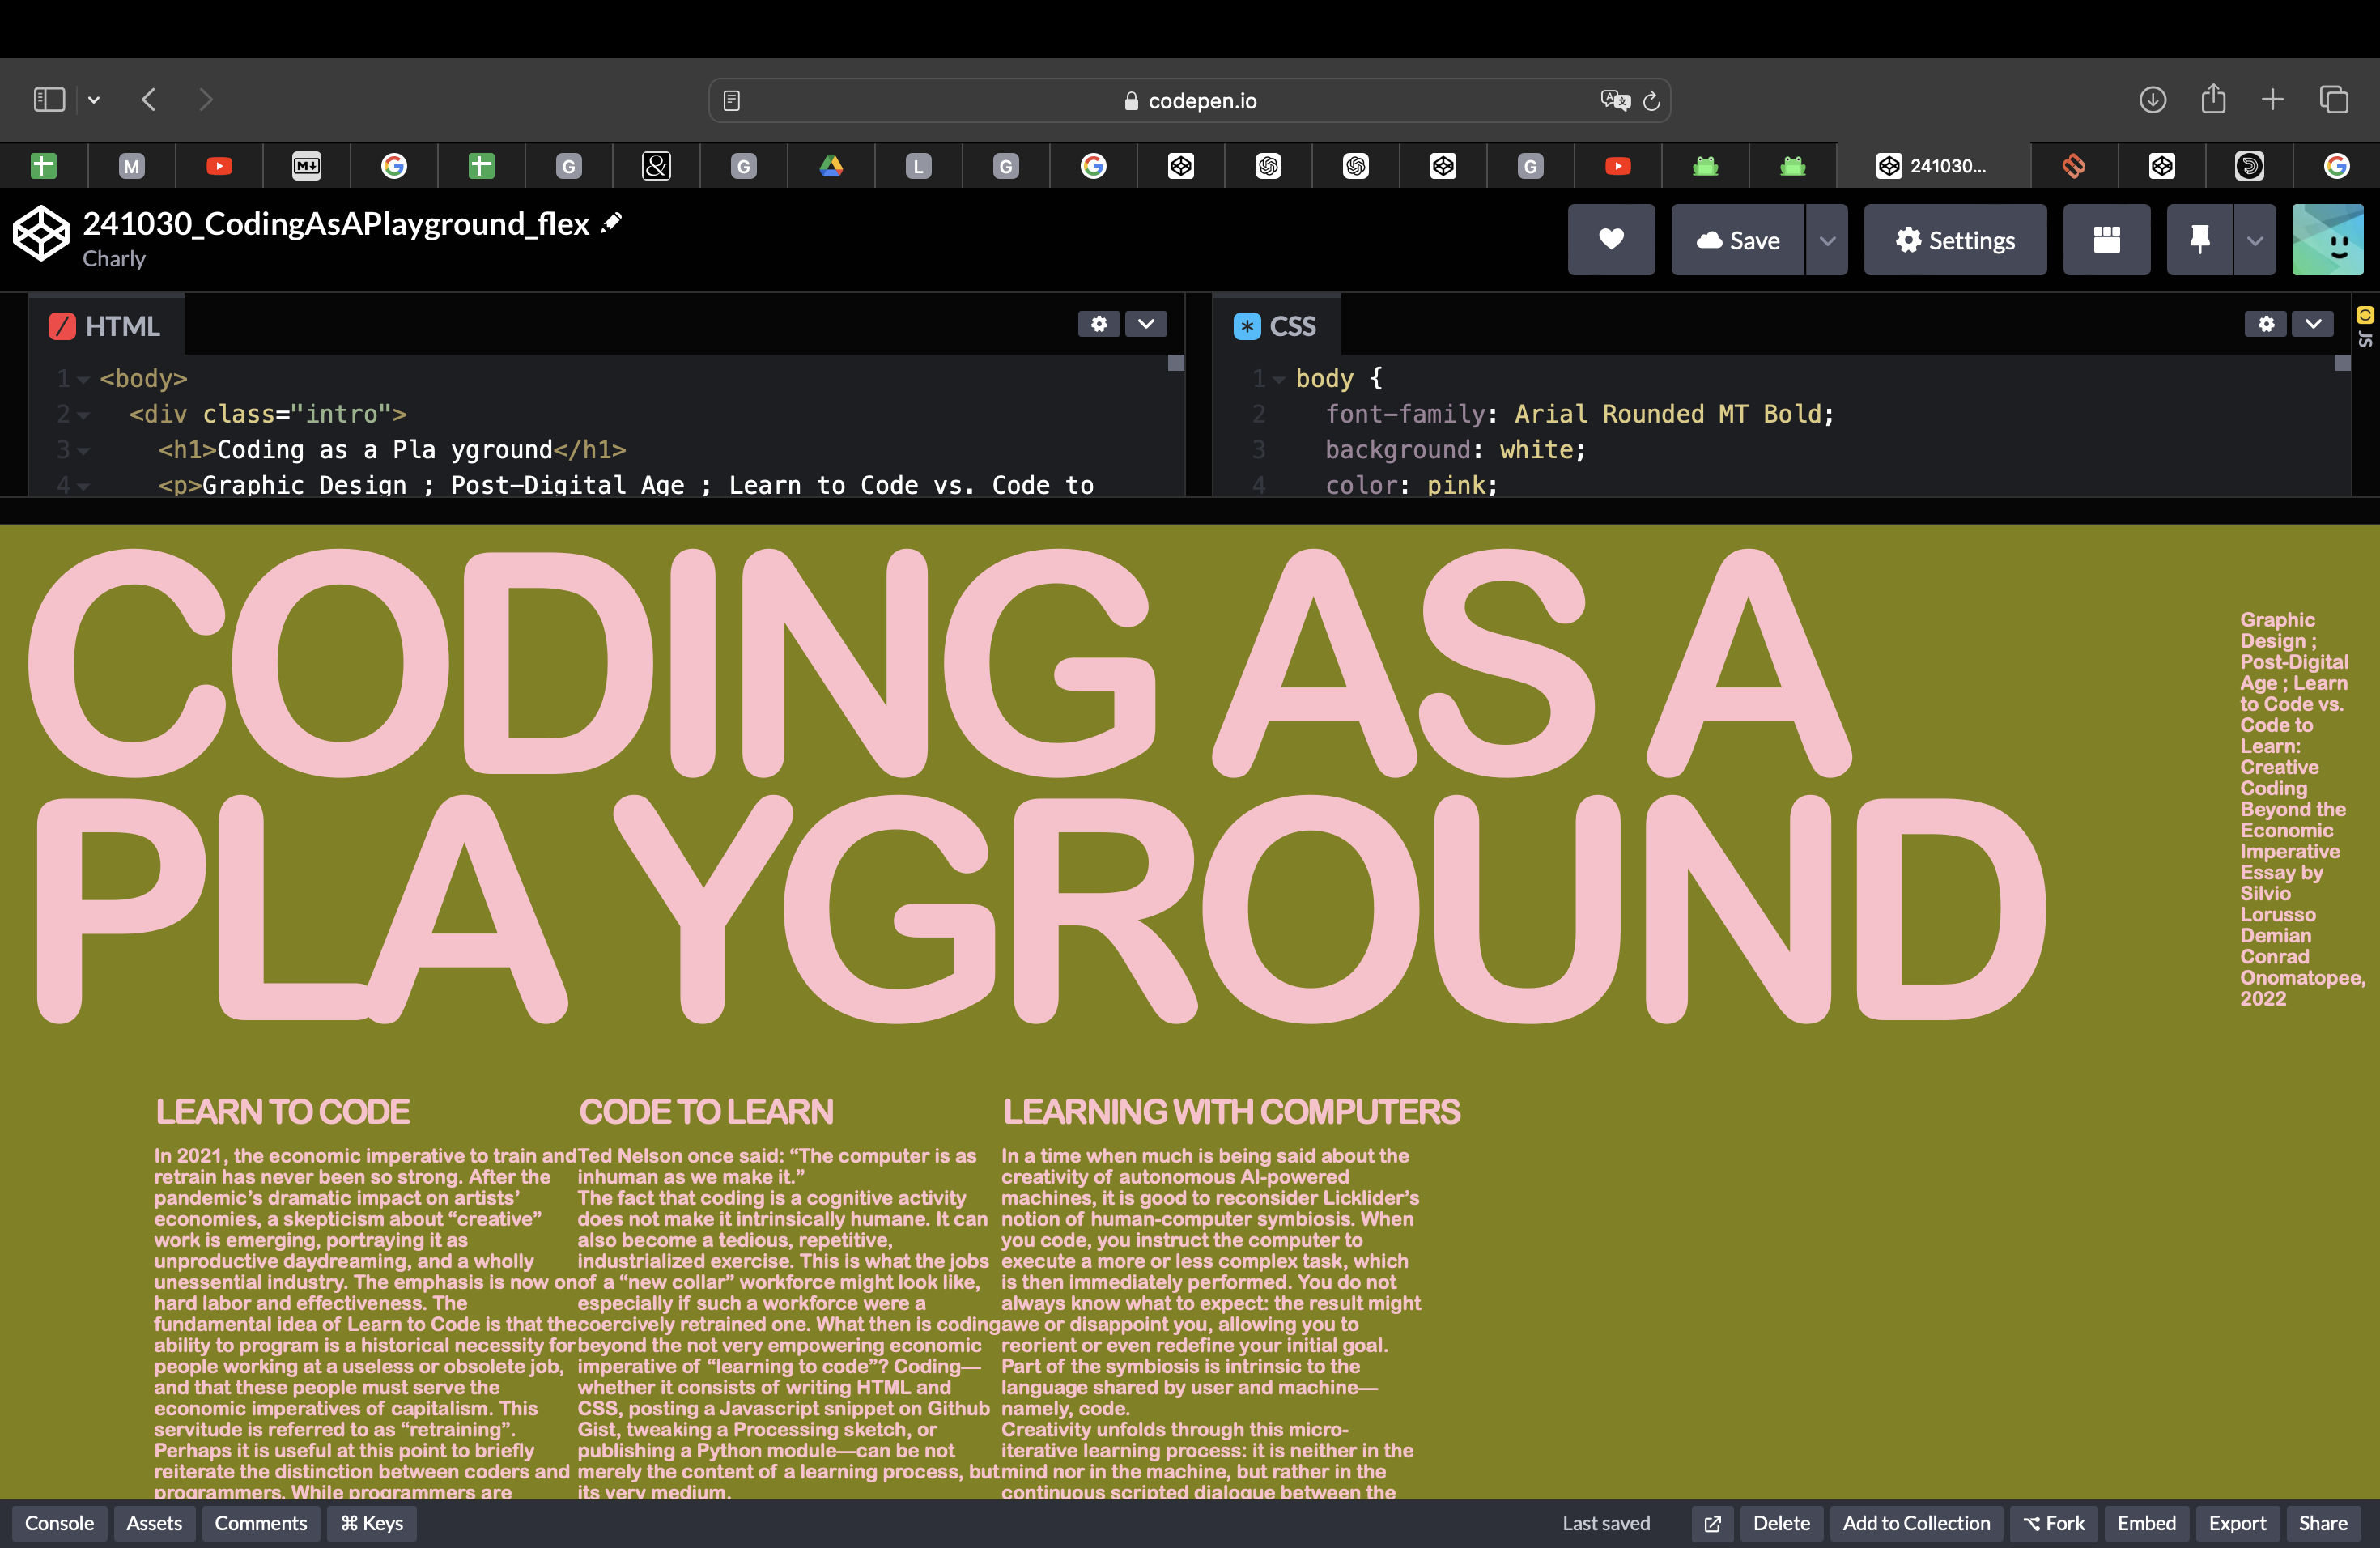 codepen.io
M
M↓
G
G
G
&
G
L
G
G
G
241030...
G
241030_CodingAsAPlayground_flex
Charly
Save
Settings
HTML
CSS
JS
1 <body>
2 <div class="intro">
3 <h1>Coding as a Pla yground</h1>
4 <p>Graphic Design ; Post-Digital Age ; Learn to Code vs. Code to
1 body {
2 font-family: Arial Rounded MT Bold;
3 background: white;
4 color: pink;
CODING AS A
PLA YGROUND
Graphic
Design ;
Post-Digital
Age ; Learn
to Code vs.
Code to
Learn:
Creative
Coding
Beyond the
Economic
Imperative
Essay by
Silvio
Lorusso
Demian
Conrad
Onomatopee,
2022
LEARN TO CODE
In 2021, the economic imperative to train and
retrain has never been so strong. After the
pandemic’s dramatic impact on artists’
economies, a skepticism about “creative”
work is emerging, portraying it as
unproductive daydreaming, and a wholly
unessential industry. The emphasis is now on
hard labor and effectiveness. The
fundamental idea of Learn to Code is that the
ability to program is a historical necessity for
people working at a useless or obsolete job,
and that these people must serve the
economic imperatives of capitalism. This
servitude is referred to as “retraining”.
Perhaps it is useful at this point to briefly
reiterate the distinction between coders and
programmers. While programmers are
CODE TO LEARN
Ted Nelson once said: “The computer is as
inhuman as we make it.”
The fact that coding is a cognitive activity
does not make it intrinsically humane. It can
also become a tedious, repetitive,
industrialized exercise. This is what the jobs
of a “new collar” workforce might look like,
especially if such a workforce were a
coercively retrained one. What then is coding
beyond the not very empowering economic
imperative of “learning to code”? Coding—
whether it consists of writing HTML and
CSS, posting a Javascript snippet on Github
Gist, tweaking a Processing sketch, or
publishing a Python module—can be not
merely the content of a learning process, but
its very medium.
LEARNING WITH COMPUTERS
In a time when much is being said about the
creativity of autonomous AI-powered
machines, it is good to reconsider Licklider’s
notion of human-computer symbiosis. When
you code, you instruct the computer to
execute a more or less complex task, which
is then immediately performed. You do not
always know what to expect: the result might
awe or disappoint you, allowing you to
reorient or even redefine your initial goal.
Part of the symbiosis is intrinsic to the
language shared by user and machine—
namely, code.
Creativity unfolds through this micro-
iterative learning process: it is neither in the
mind nor in the machine, but rather in the
continuous scripted dialogue between the
Console
Assets
Comments
⌘ Keys
Last saved
Delete
Add to Collection
Fork
Embed
Export
Share